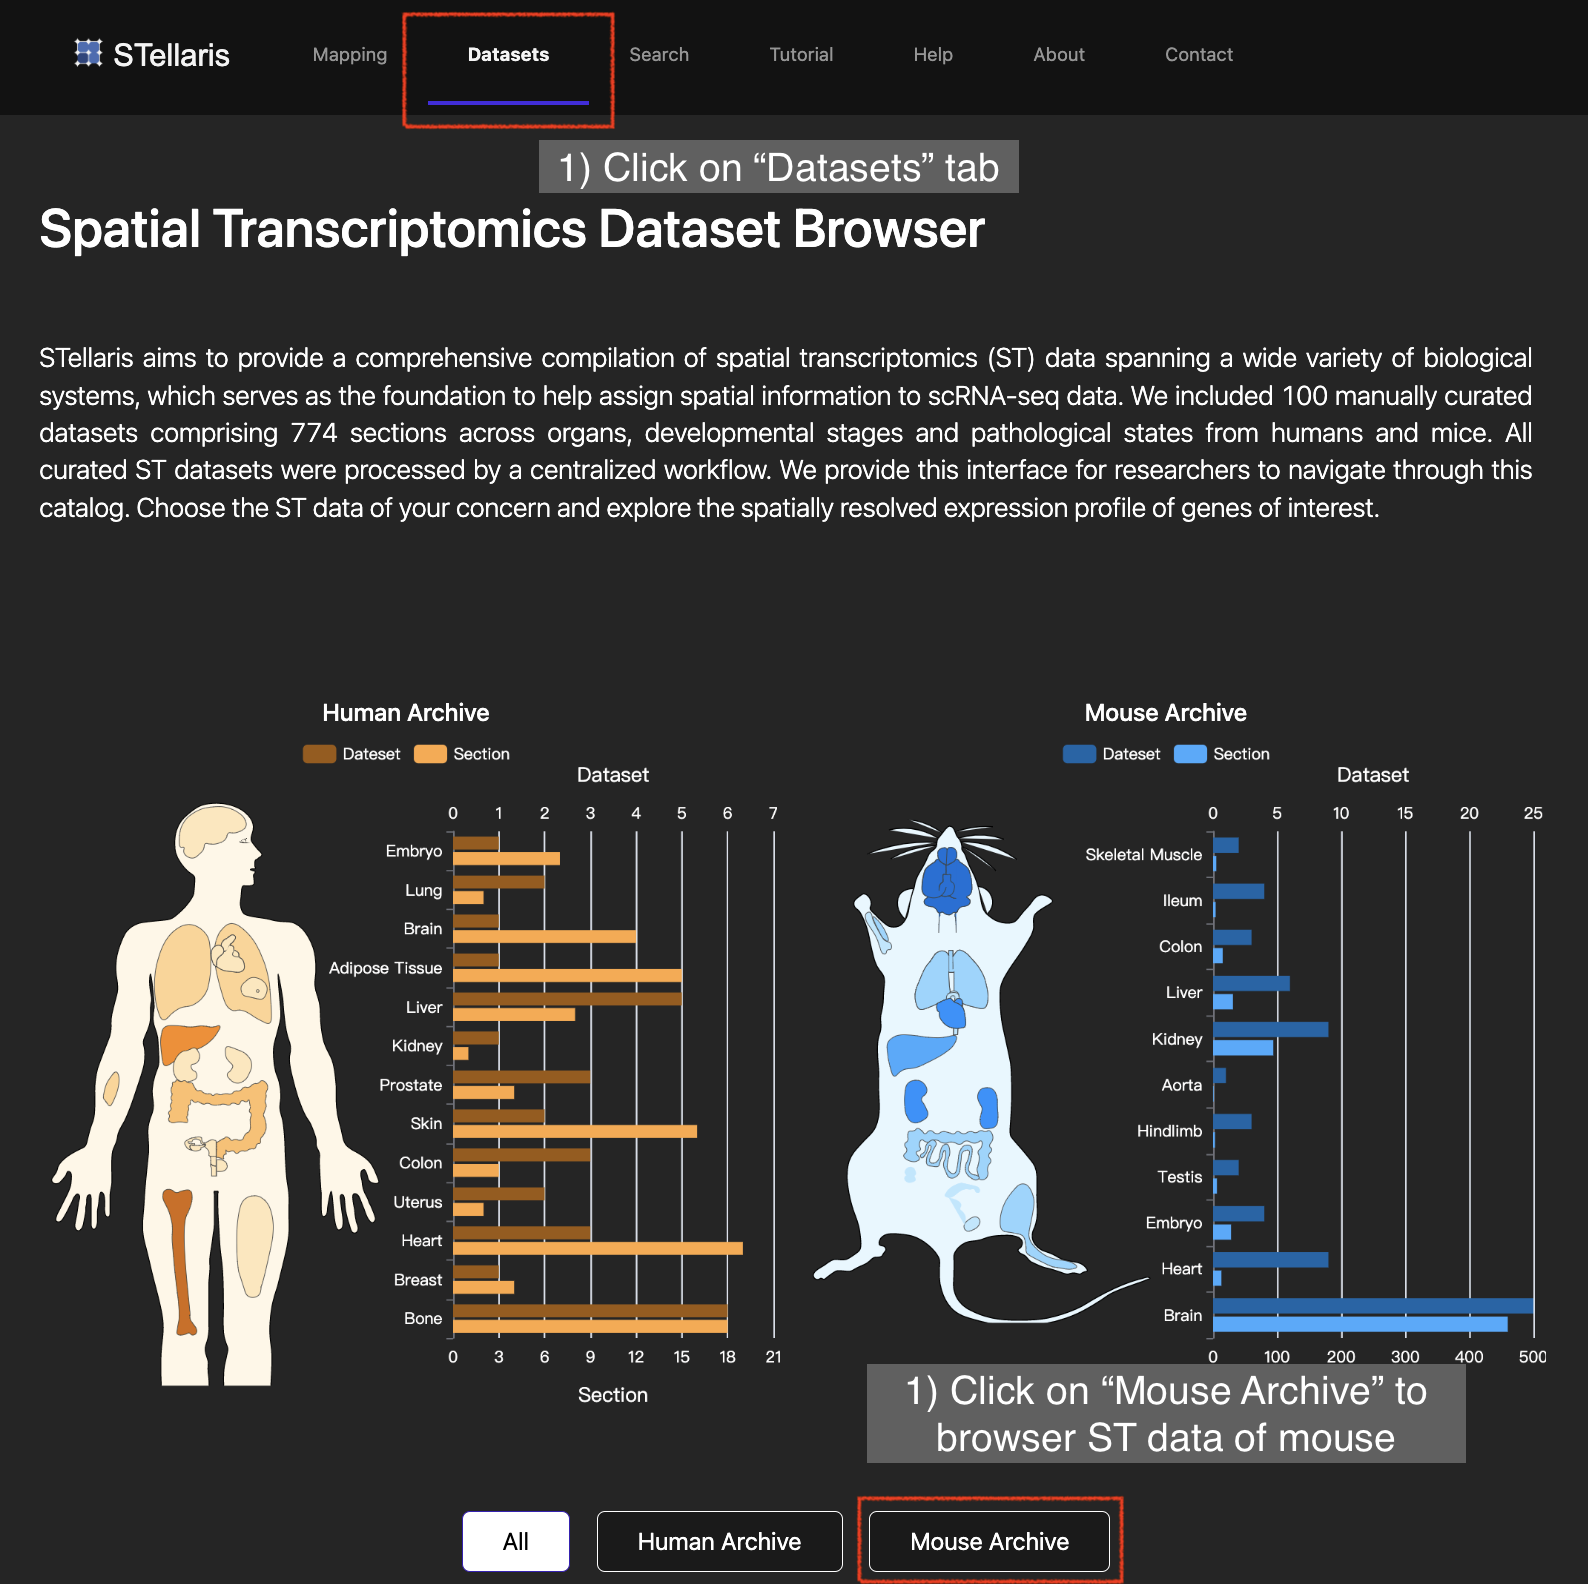 STellaris Mapping Datasets Search Tutorial Help About Contact
1) Click on “Datasets” tab
Spatial Transcriptomics Dataset Browser
STellaris aims to provide a comprehensive compilation of spatial transcriptomics (ST) data spanning a wide variety of biological
systems, which serves as the foundation to help assign spatial information to scRNA-seq data. We included 100 manually curated
datasets comprising 774 sections across organs, developmental stages and pathological states from humans and mice. All
curated ST datasets were processed by a centralized workflow. We provide this interface for researchers to navigate through this
catalog. Choose the ST data of your concern and explore the spatially resolved expression profile of genes of interest.
Human Archive
Dateset Section
Dataset
0 1 2 3 4 5 6 7
Embryo
Lung
Brain
Adipose Tissue
Liver
Kidney
Prostate
Skin
Colon
Uterus
Heart
Breast
Bone
0 3 6 9 12 15 18 21
Section
Mouse Archive
Dateset Section
Dataset
0 5 10 15 20 25
Skeletal Muscle
Ileum
Colon
Liver
Kidney
Aorta
Hindlimb
Testis
Embryo
Heart
Brain
0 100 200 300 400 500
1) Click on “Mouse Archive” to
browser ST data of mouse
All Human Archive Mouse Archive